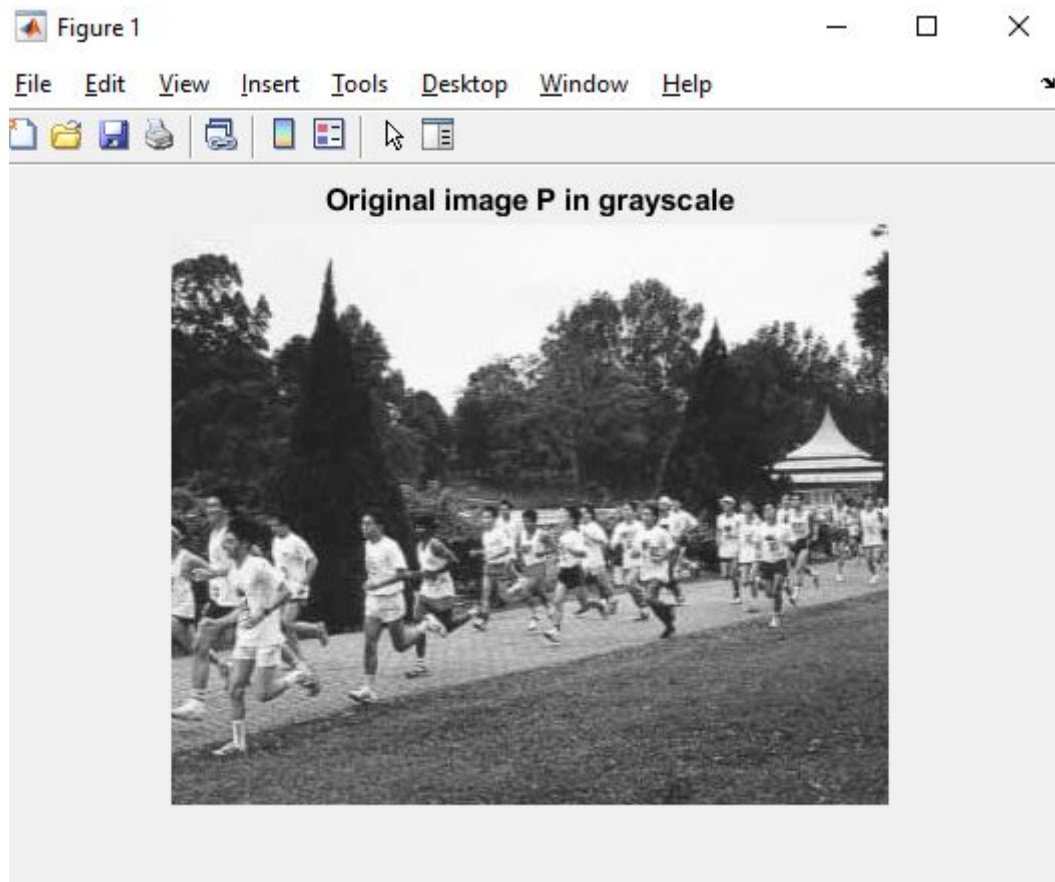 Figure 1
File Edit View Insert Tools Desktop Window Help
Original image P in grayscale